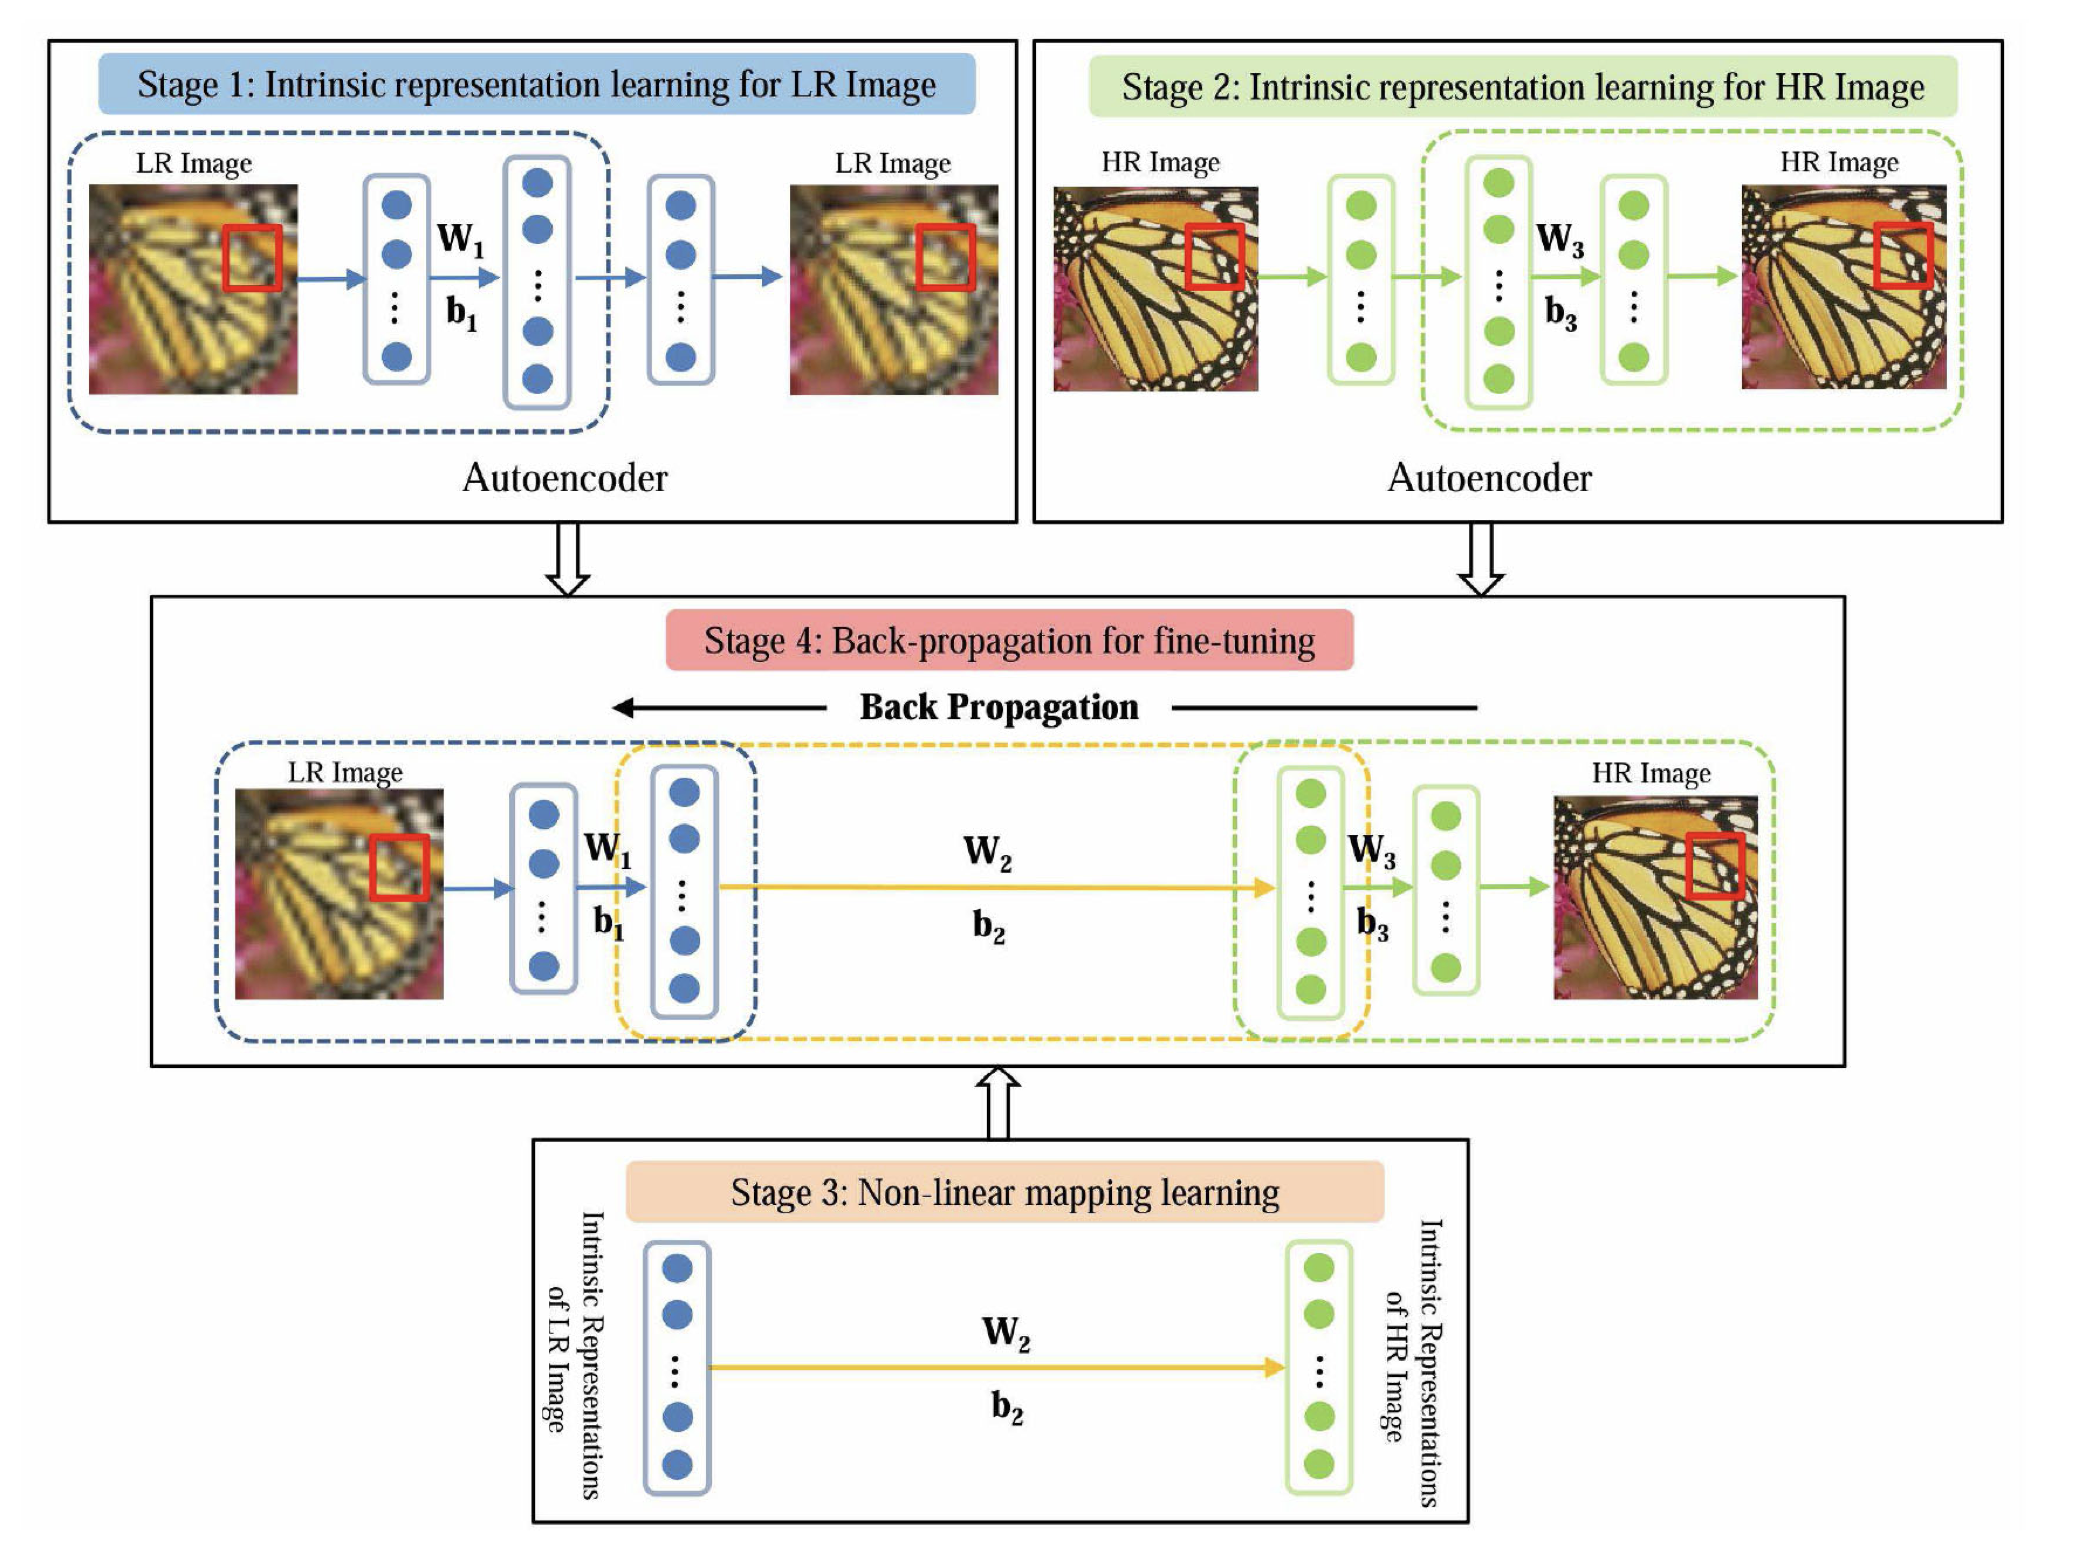 Stage 1: Intrinsic representation learning for LR Image
LR Image
LR Image
W1
b1
Autoencoder
Stage 2: Intrinsic representation learning for HR Image
HR Image
HR Image
W3
b3
Autoencoder
Stage 4: Back-propagation for fine-tuning
Back Propagation
LR Image
HR Image
W1
b1
W2
b2
W3
b3
Stage 3: Non-linear mapping learning
Intrinsic Representations
of LR Image
W2
b2
Intrinsic Representations
of HR Image